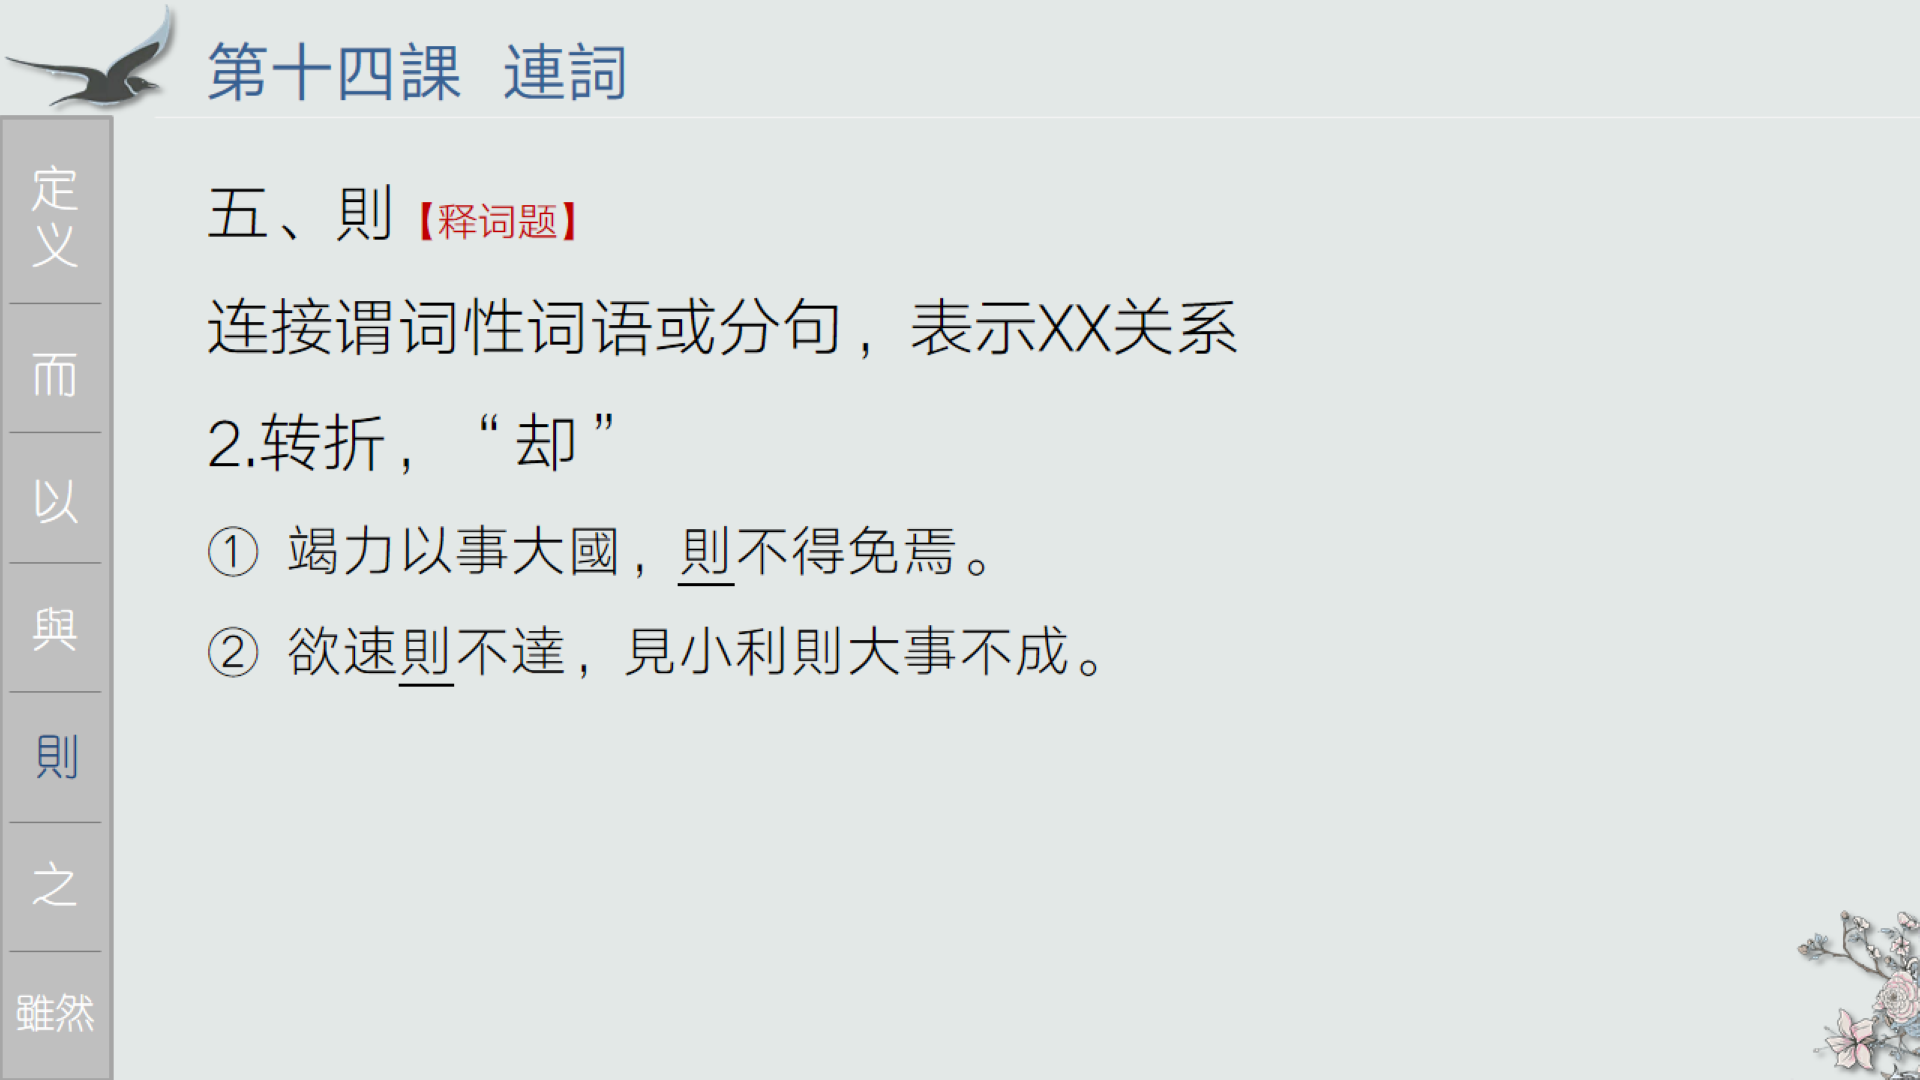 第十四課 連詞
定义
而
以
與
則
之
雖然
五、則【释词题】
连接谓词性词语或分句，表示XX关系
2.转折，“却”
① 竭力以事大國，則不得免焉。
② 欲速則不達，見小利則大事不成。